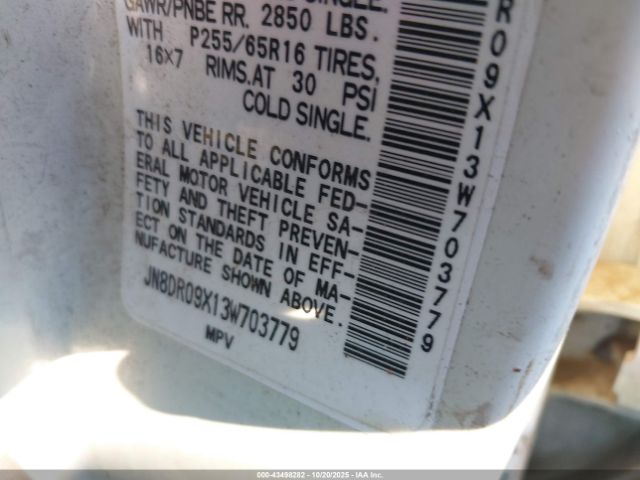 GAWR/PNBE RR. 2850 LBS.
WITH P255/65R16 TIRES,
16x7 RIMS.AT 30 PSI
COLD SINGLE.
THIS VEHICLE CONFORMS
TO ALL APPLICABLE FED-
ERAL MOTOR VEHICLE SA-
FETY AND THEFT PREVEN-
TION STANDARDS IN EFF-
ECT ON THE DATE OF MA-
NUFACTURE SHOWN ABOVE.
JN8DR09X13W703779
MPV
R09X13W703779
000-43498282 - 10/20/2025 - IAA Inc.